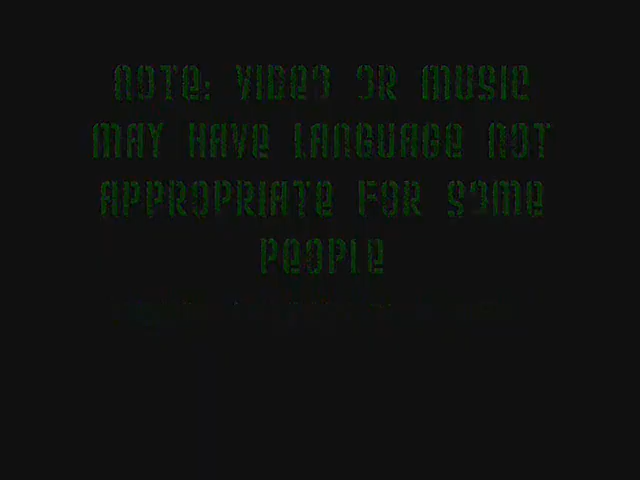 NOTE: VIDEO OR MUSIC
MAY HAVE LANGUAGE NOT
APPROPRIATE FOR SOME
PEOPLE